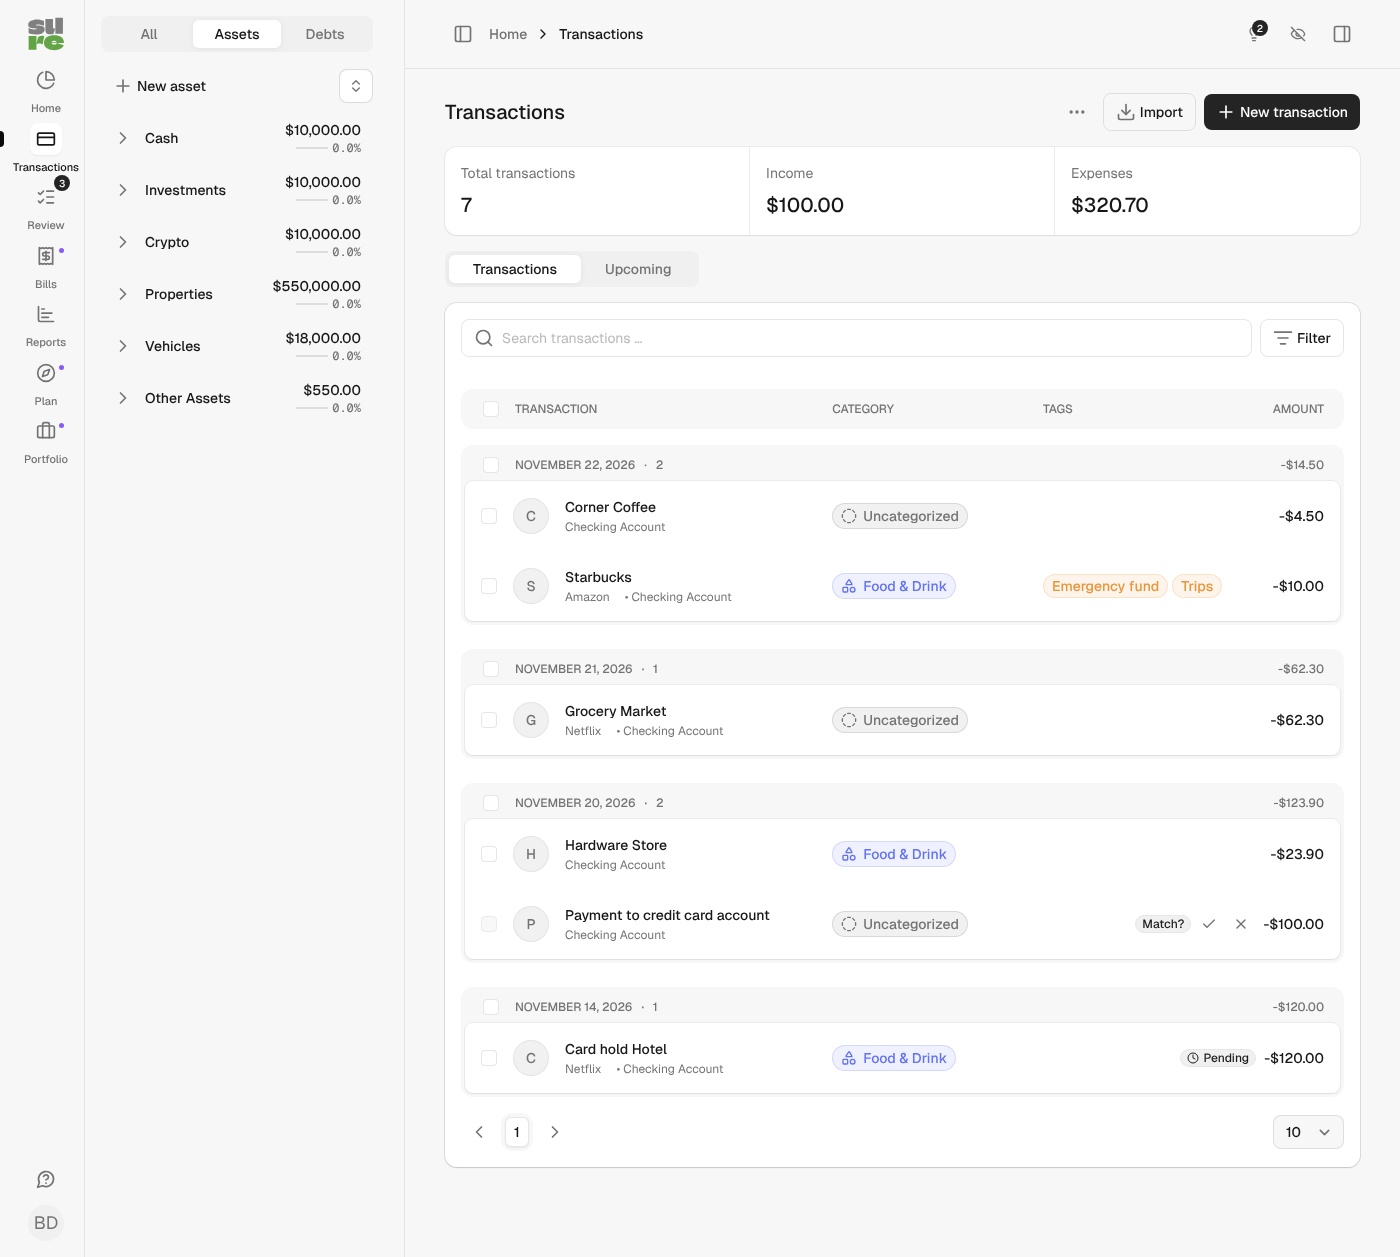 sure
Home
Transactions
3
Review
Bills
Reports
Plan
Portfolio
BD
All
Assets
Debts
New asset
Cash
$10,000.00
0.0%
Investments
$10,000.00
0.0%
Crypto
$10,000.00
0.0%
Properties
$550,000.00
0.0%
Vehicles
$18,000.00
0.0%
Other Assets
$550.00
0.0%
Home
Transactions
2
Transactions
Import
New transaction
Total transactions
7
Income
$100.00
Expenses
$320.70
Transactions
Upcoming
Search transactions ...
Filter
TRANSACTION
CATEGORY
TAGS
AMOUNT
NOVEMBER 22, 2026 · 2
-$14.50
C
Corner Coffee
Checking Account
Uncategorized
-$4.50
S
Starbucks
Amazon • Checking Account
Food & Drink
Emergency fund
Trips
-$10.00
NOVEMBER 21, 2026 · 1
-$62.30
G
Grocery Market
Netflix • Checking Account
Uncategorized
-$62.30
NOVEMBER 20, 2026 · 2
-$123.90
H
Hardware Store
Checking Account
Food & Drink
-$23.90
P
Payment to credit card account
Checking Account
Uncategorized
Match?
-$100.00
NOVEMBER 14, 2026 · 1
-$120.00
C
Card hold Hotel
Netflix • Checking Account
Food & Drink
Pending
-$120.00
1
10